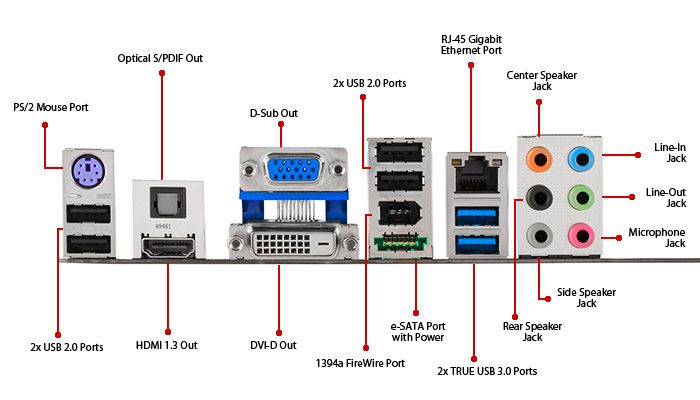 RJ-45 Gigabit
Ethernet Port
Optical S/PDIF Out
Center Speaker
Jack
2x USB 2.0 Ports
PS/2 Mouse Port
D-Sub Out
Line-In
Jack
Line-Out
Jack
R9481
Microphone
Jack
Side Speaker
Jack
e-SATA Port
with Power
Rear Speaker
Jack
2x USB 2.0 Ports
HDMI 1.3 Out
DVI-D Out
1394a FireWire Port
2x TRUE USB 3.0 Ports